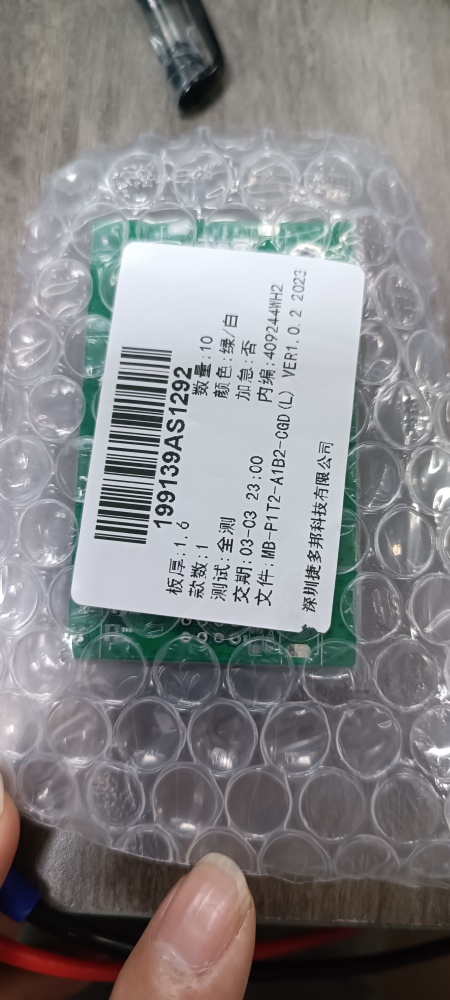 199139AS1292
板厚:1.6 数量:10
款数:1 颜色:绿/白
测试:全测 加急:否
交期:03-03 23:00 内编:409244WH2
文件:MB-P1T2-A1B2-CGD(L) VER1.0.2 2023
深圳捷多邦科技有限公司